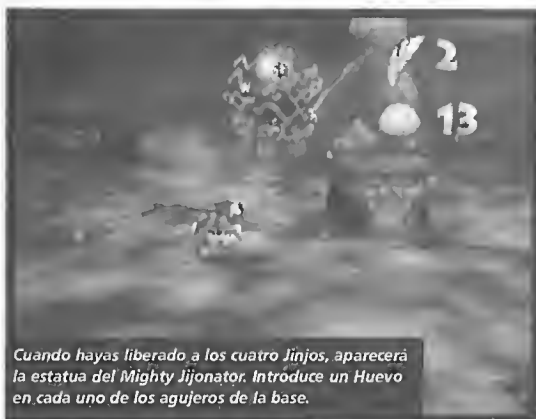 2
13
Cuando hayas liberado a los cuatro Jinjos, aparecerá
la estatua del Mighty Jijonator. Introduce un Huevo
en cada uno de los agujeros de la base.